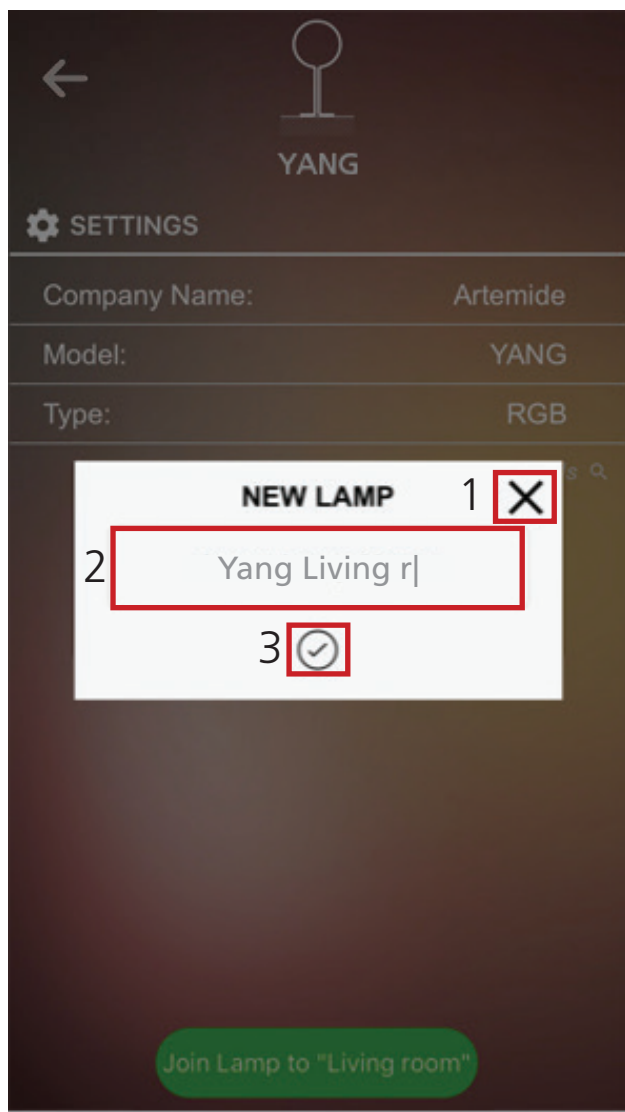 YANG
SETTINGS
Company Name: Artemide
Model: YANG
Type: RGB
NEW LAMP 1
2 Yang Living r|
3
Join Lamp to "Living room"